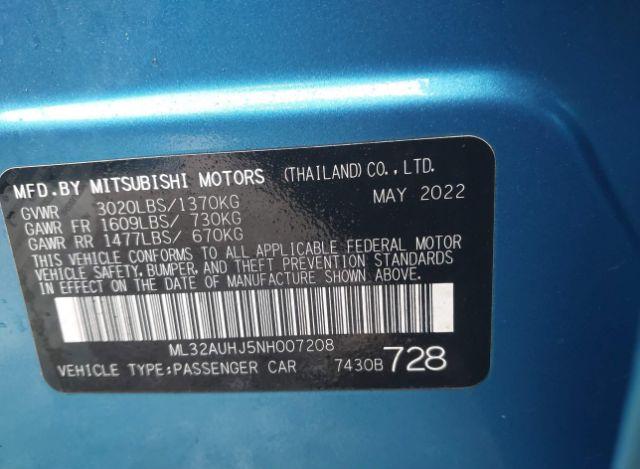 MFD.BY MITSUBISHI MOTORS (THAILAND)CO.,LTD.
GVWR 3020LBS/1370KG MAY 2022
GAWR FR 1609LBS/ 730KG
GAWR RR 1477LBS/ 670KG
THIS VEHICLE CONFORMS TO ALL APPLICABLE FEDERAL MOTOR
VEHICLE SAFETY, BUMPER, AND THEFT PREVENTION STANDARDS
IN EFFECT ON THE DATE OF MANUFACTURE SHOWN ABOVE.
ML32AUHJ5NH007208
VEHICLE TYPE:PASSENGER CAR 7430B 728